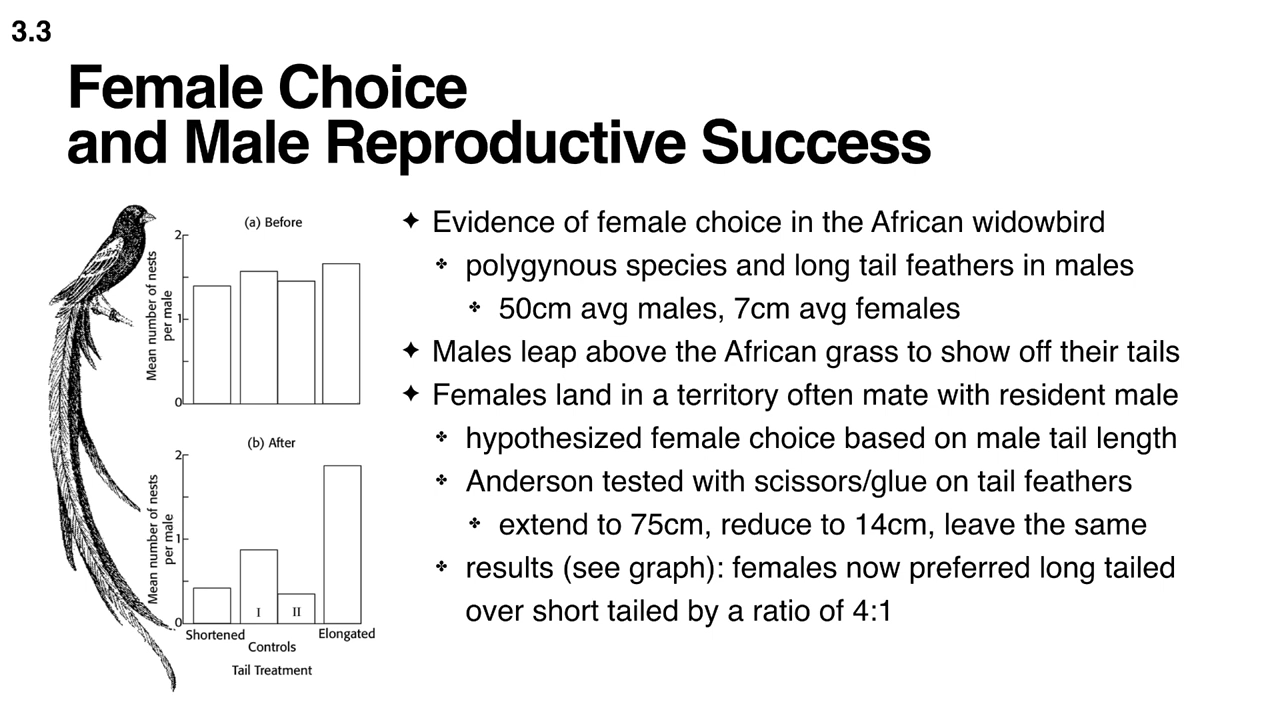 3.3
Female Choice
and Male Reproductive Success
(a) Before
2
1
0
Mean number of nests
per male
(b) After
2
1
0
Mean number of nests
per male
I
II
Shortened
Elongated
Controls
Tail Treatment
✦ Evidence of female choice in the African widowbird
✤ polygynous species and long tail feathers in males
✤ 50cm avg males, 7cm avg females
✦ Males leap above the African grass to show off their tails
✦ Females land in a territory often mate with resident male
✤ hypothesized female choice based on male tail length
✤ Anderson tested with scissors/glue on tail feathers
✤ extend to 75cm, reduce to 14cm, leave the same
✤ results (see graph): females now preferred long tailed
over short tailed by a ratio of 4:1